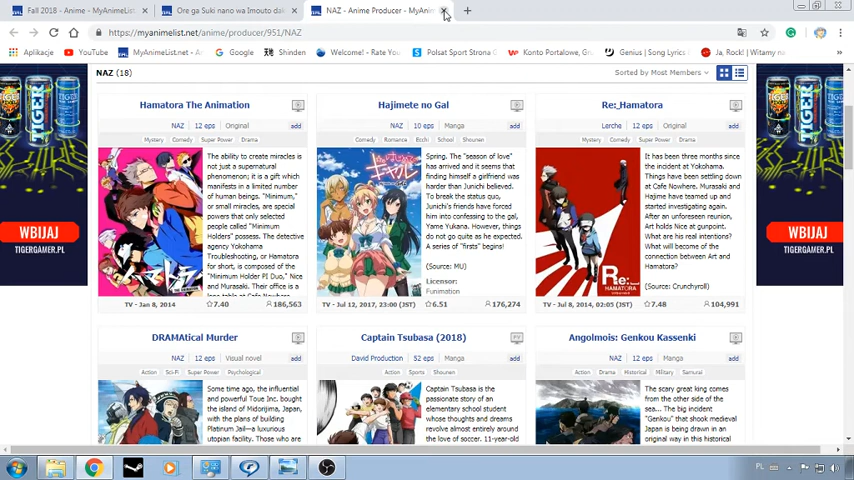 Fall 2018 - Anime - MyAnimeList
Ore ga Suki nano wa Imouto dak
NAZ - Anime Producer - MyAnim
https://myanimelist.net/anime/producer/951/NAZ
Aplikacje
YouTube
MyAnimeList.net -
Google
Welcome! - Rate You
Polsat Sport Strona G
Konto Portalowe, Gr
Genius | Song Lyrics
Ja, Rock! | Witamy na
NAZ (18)
Sorted by Most Members
Hamatora The Animation
NAZ 12 eps Original add
Mystery Comedy Super Power Drama
The ability to create miracles is
not just a supernatural
phenomenon; it is a gift which
manifests in a limited number
of human beings. "Minimum,"
or small miracles, are special
powers that only selected
people called "Minimum
Holders" possess. The detective
agency Yokohama
Troubleshooting, or Hamatora
for short, is composed of the
"Minimum Holder PI Duo," Nice
and Murasaki. Their office is a
TV - Jan 8, 2014 7.40 186,563
Hajimete no Gal
NAZ 10 eps Manga add
Comedy Romance Ecchi School Shounen
Spring. The "season of love"
has arrived and it seems that
finding himself a girlfriend was
harder than Junichi believed.
To break the status quo,
Junichi's friends have forced
him into confessing to the gal,
Yame Yukana. However, things
do not go quite as he expected.
A series of "firsts" begins!
(Source: MU)
Licensor:
Funimation
TV - Jul 12, 2017, 23:00 (JST) 6.51 176,274
Re:_Hamatora
Lerche 12 eps Original add
Mystery Comedy Super Power Drama
It has been three months since
the incident at Yokohama.
Things have been settling down
at Cafe Nowhere. Murasaki and
Hajime have teamed up and
started investigating again.
After an unforeseen reunion,
Art holds Nice at gunpoint.
What are his real intentions?
What will become of the
connection between Art and
Hamatora?
(Source: Crunchyroll)
Re:
HAMATORA
TV - Jul 8, 2014, 02:05 (JST) 7.48 104,991
DRAMAtical Murder
NAZ 12 eps Visual novel add
Action Sci-Fi Super Power Psychological
Some time ago, the influential
and powerful Toue Inc. bought
the island of Midorijima, Japan,
with the plans of building
Platinum Jail—a luxurious
utopian facility. Those who are
Captain Tsubasa (2018)
David Production 52 eps Manga add
Action Sports Shounen
Captain Tsubasa is the
passionate story of an
elementary school student
whose thoughts and dreams
revolve almost entirely around
the love of soccer. 11-year-old
Angolmois: Genkou Kassenki
NAZ 12 eps Manga add
Action Drama Historical Military Samurai
The scary great king comes
from the other side of the
sea... The big incident
"Genkou" that shook medieval
Japan is being drawn in an
original way in this historical
TIGER
WBIJAJ
TIGERGAMER.PL
TIGER
WBIJAJ
TIGERGAMER.PL
PL